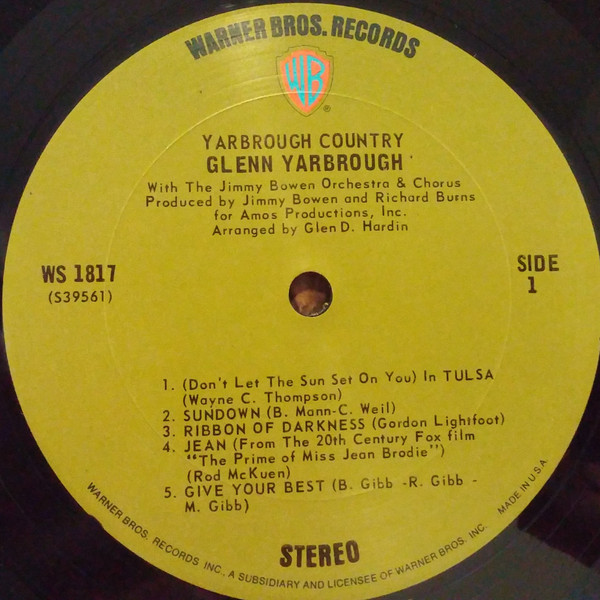 WARNER BROS. RECORDS
WB
®
YARBROUGH COUNTRY
GLENN YARBROUGH
With The Jimmy Bowen Orchestra & Chorus
Produced by Jimmy Bowen and Richard Burns
for Amos Productions, Inc.
Arranged by Glen D. Hardin
WS 1817
(S39561)
SIDE
1
1. (Don't Let The Sun Set On You) In TULSA
(Wayne C. Thompson)
2. SUNDOWN (B. Mann-C. Weil)
3. RIBBON OF DARKNESS (Gordon Lightfoot)
4. JEAN (From The 20th Century Fox film
"The Prime of Miss Jean Brodie")
(Rod McKuen)
5. GIVE YOUR BEST (B. Gibb -R. Gibb -
M. Gibb)
STEREO
WARNER BROS. RECORDS INC., A SUBSIDIARY AND LICENSEE OF WARNER BROS. INC. MADE IN U.S.A.